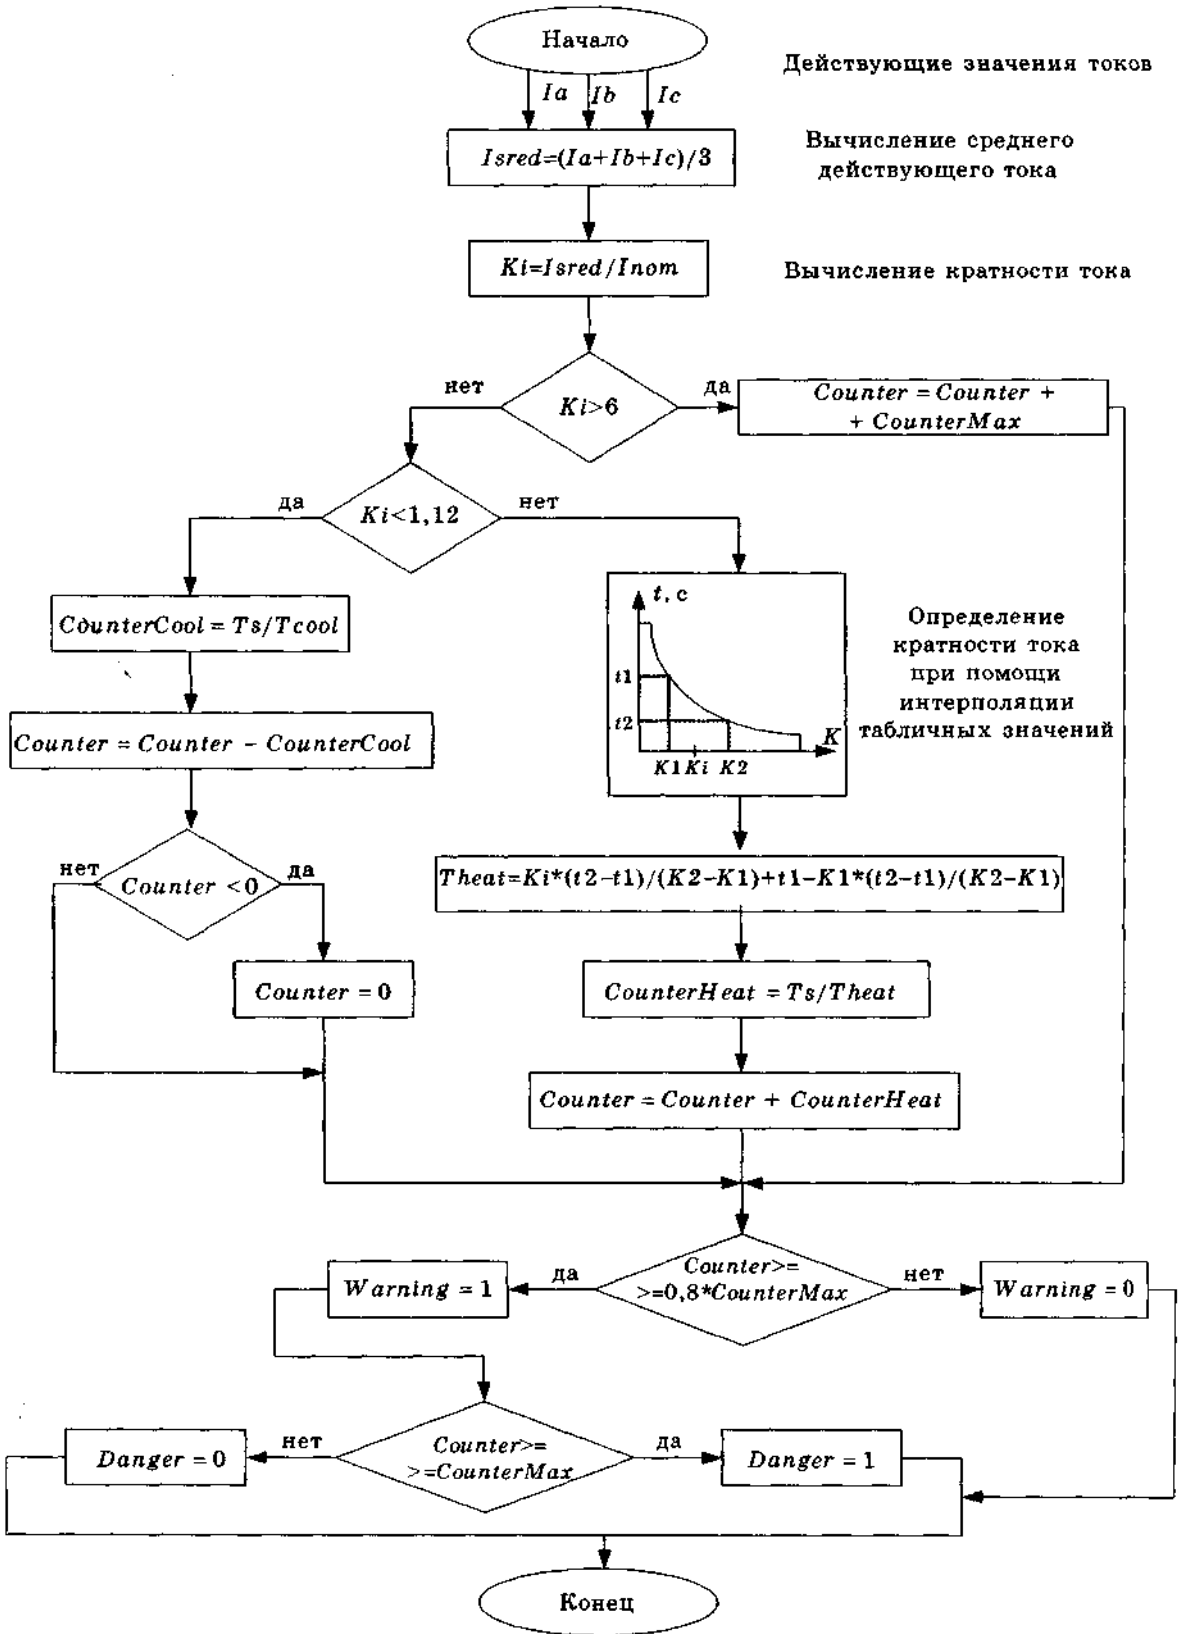 Начало
Действующие значения токов
Ia Ib Ic
Isred=(Ia+Ib+Ic)/3
Вычисление среднего
действующего тока
Ki=Isred/Inom
Вычисление кратности тока
нет
Ki>6
да
Counter = Counter +
+ CounterMax
да
Ki<1,12
нет
CounterCool = Ts/Tcool
Counter = Counter - CounterCool
нет
Counter <0
да
Counter = 0
t, с
t1
t2
K
K1 Ki K2
Определение
кратности тока
при помощи
интерполяции
табличных значений
Theat=Ki*(t2-t1)/(K2-K1)+t1-K1*(t2-t1)/(K2-K1)
CounterHeat = Ts/Theat
Counter = Counter + CounterHeat
Warning = 1
да
Counter>=
>=0,8*CounterMax
нет
Warning = 0
Danger = 0
нет
Counter>=
>=CounterMax
да
Danger = 1
Конец